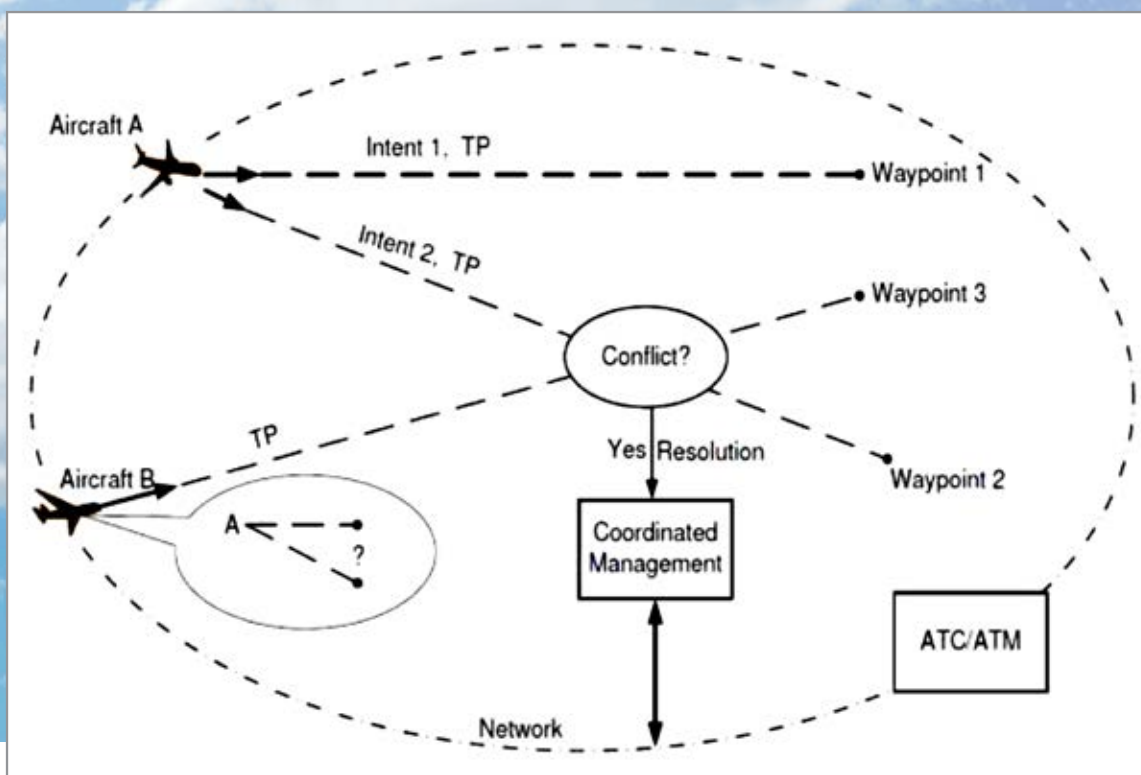 Aircraft A
Intent 1, TP
Waypoint 1
Intent 2, TP
Waypoint 3
Conflict?
TP
Yes Resolution
Aircraft B
Waypoint 2
A
?
Coordinated
Management
ATC/ATM
Network